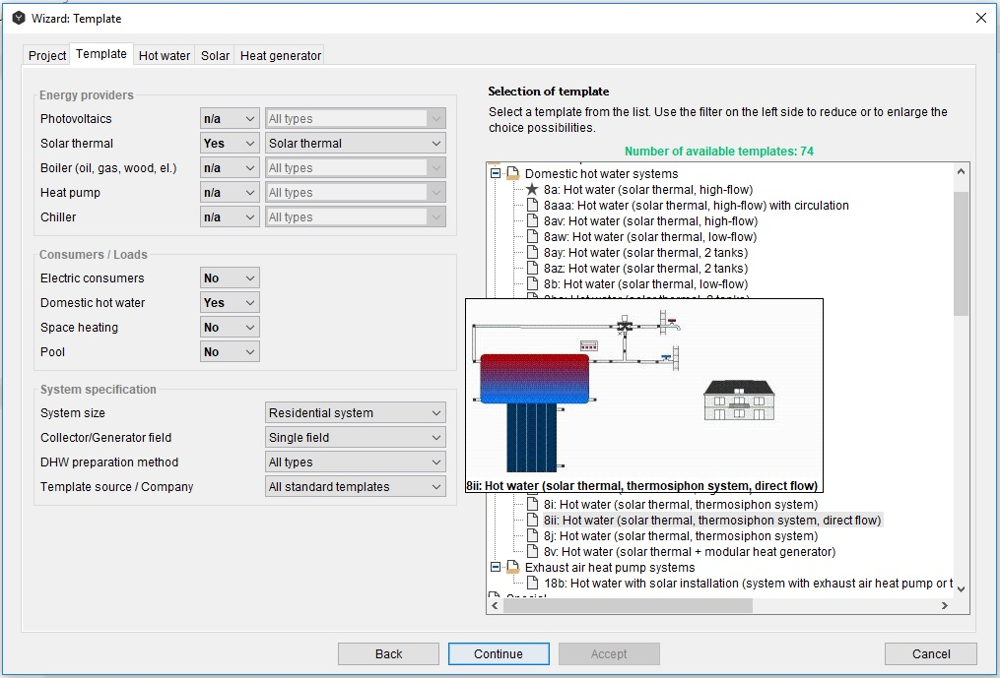 Wizard: Template
Project Template Hot water Solar Heat generator
Energy providers
Photovoltaics n/a All types
Solar thermal Yes Solar thermal
Boiler (oil, gas, wood, el.) n/a All types
Heat pump n/a All types
Chiller n/a All types
Consumers / Loads
Electric consumers No
Domestic hot water Yes
Space heating No
Pool No
System specification
System size Residential system
Collector/Generator field Single field
DHW preparation method All types
Template source / Company All standard templates
Selection of template
Select a template from the list. Use the filter on the left side to reduce or to enlarge the
choice possibilities.
Number of available templates: 74
Domestic hot water systems
8a: Hot water (solar thermal, high-flow)
8aaa: Hot water (solar thermal, high-flow) with circulation
8av: Hot water (solar thermal, high-flow)
8aw: Hot water (solar thermal, low-flow)
8ay: Hot water (solar thermal, 2 tanks)
8az: Hot water (solar thermal, 2 tanks)
8b: Hot water (solar thermal, low-flow)
8ii: Hot water (solar thermal, thermosiphon system, direct flow)
8i: Hot water (solar thermal, thermosiphon system)
8ii: Hot water (solar thermal, thermosiphon system, direct flow)
8j: Hot water (solar thermal, thermosiphon system)
8v: Hot water (solar thermal + modular heat generator)
Exhaust air heat pump systems
18b: Hot water with solar installation (system with exhaust air heat pump or t
Back Continue Accept Cancel